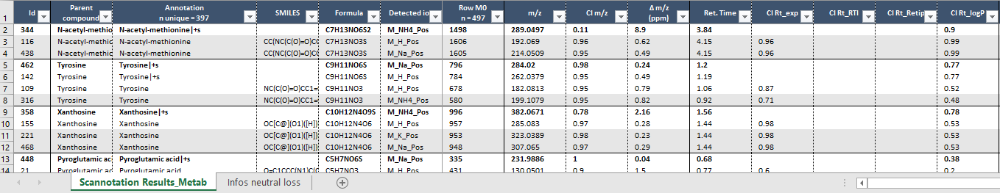 1 Id Parent compound Annotation n unique = 397 SMILES Formula Detected io Row M0 n = 497 m/z CI m/z Δ m/z (ppm) Ret. Time CI Rt_exp CI Rt_RTI CI Rt_Retip CI Rt_logP
2 344 N-acetyl-methic N-acetyl-methionine|+s C7H13NO6S2 M_NH4_Pos 1498 289.0497 0.11 8.9 3.84 0.9
3 116 N-acetyl-methic N-acetyl-methionine CC(NC(C(O)=O)C C7H13NO3S M_H_Pos 1606 192.069 0.96 0.62 4.15 0.96 0.99
4 438 N-acetyl-methic N-acetyl-methionine CC(NC(C(O)=O)C C7H13NO3S M_Na_Pos 1605 214.0509 0.95 0.49 4.15 0.96 0.99
5 462 Tyrosine Tyrosine|+s C9H11NO6S M_Na_Pos 796 284.02 0.98 0.24 1.2 0.77
6 142 Tyrosine Tyrosine|+s C9H11NO6S M_H_Pos 784 262.0379 0.95 0.49 1.19 0.77
7 109 Tyrosine Tyrosine NC(C(O)=O)CC1= C9H11NO3 M_H_Pos 678 182.0813 0.95 0.79 1.06 0.87 0.52
8 316 Tyrosine Tyrosine NC(C(O)=O)CC1= C9H11NO3 M_NH4_Pos 580 199.1079 0.95 0.82 0.92 0.71 0.48
9 358 Xanthosine Xanthosine|+s C10H12N4O9S M_NH4_Pos 996 382.0671 0.78 2.16 1.56 0.78
10 155 Xanthosine Xanthosine OC[C@](O1)([H]) C10H12N4O6 M_H_Pos 957 285.083 0.97 0.28 1.44 0.98 0.53
11 221 Xanthosine Xanthosine OC[C@](O1)([H]) C10H12N4O6 M_K_Pos 953 323.0389 0.98 0.23 1.44 0.98 0.53
12 468 Xanthosine Xanthosine OC[C@](O1)([H]) C10H12N4O6 M_Na_Pos 948 307.065 0.97 0.29 1.44 0.98 0.53
13 448 Pyroglutamic ac Pyroglutamic acid|+s C5H7NO6S M_Na_Pos 335 231.9886 1 0.04 0.68 0.38
14 21 Pyroglutamic ac Pyroglutamic acid O=C1CCC(N1)C( C5H7NO3 M_H_Pos 431 130.0501 0.9 1.5 0.77 0.6 0.2
Scannotation Results_Metab Infos neutral loss